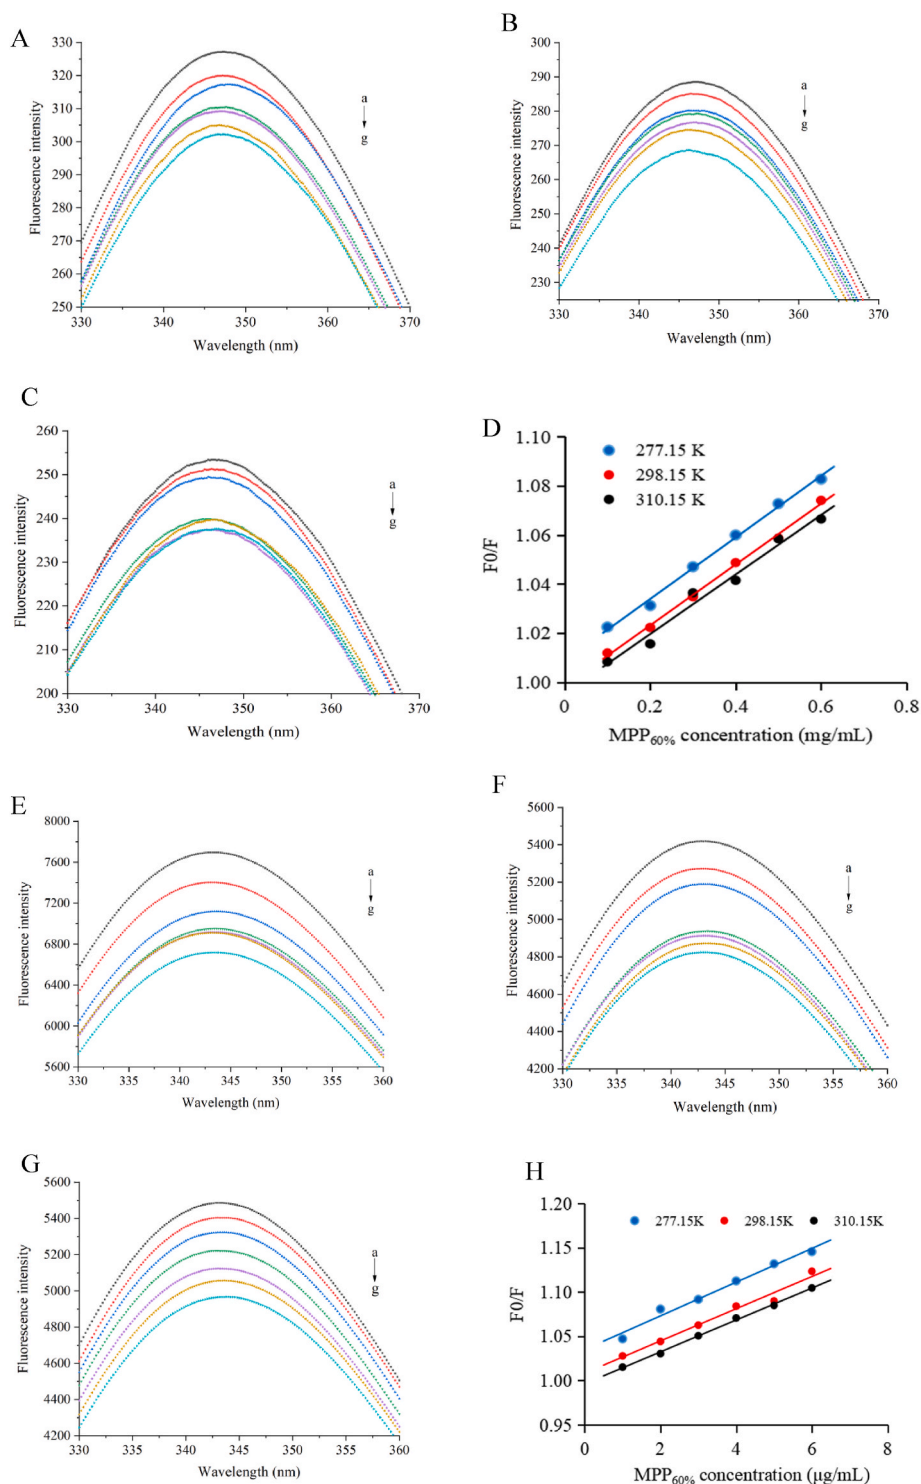 A
330
320
310
300
290
280
270
260
250
Fluorescence intensity
a
g
330 340 350 360 370
Wavelength (nm)
B
300
290
280
270
260
250
240
230
Fluorescence intensity
a
g
330 340 350 360 370
Wavelength (nm)
C
260
250
240
230
220
210
200
Fluorescence intensity
a
g
330 340 350 360 370
Wavelength (nm)
D
1.10
1.08
1.06
1.04
1.02
1.00
F0/F
277.15 K
298.15 K
310.15 K
0 0.2 0.4 0.6 0.8
MPP60% concentration (mg/mL)
E
8000
7600
7200
6800
6400
6000
5600
Fluorescence intensity
a
g
330 335 340 345 350 355 360
Wavelength (nm)
F
5600
5400
5200
5000
4800
4600
4400
4200
Fluorescence intensity
a
g
330 335 340 345 350 355 360
Wavelength (nm)
G
5600
5400
5200
5000
4800
4600
4400
4200
Fluorescence intensity
a
g
330 335 340 345 350 355 360
Wavelength (nm)
H
1.20
1.15
1.10
1.05
1.00
0.95
F0/F
277.15K 298.15K 310.15K
0 2 4 6 8
MPP60% concentration (μg/mL)